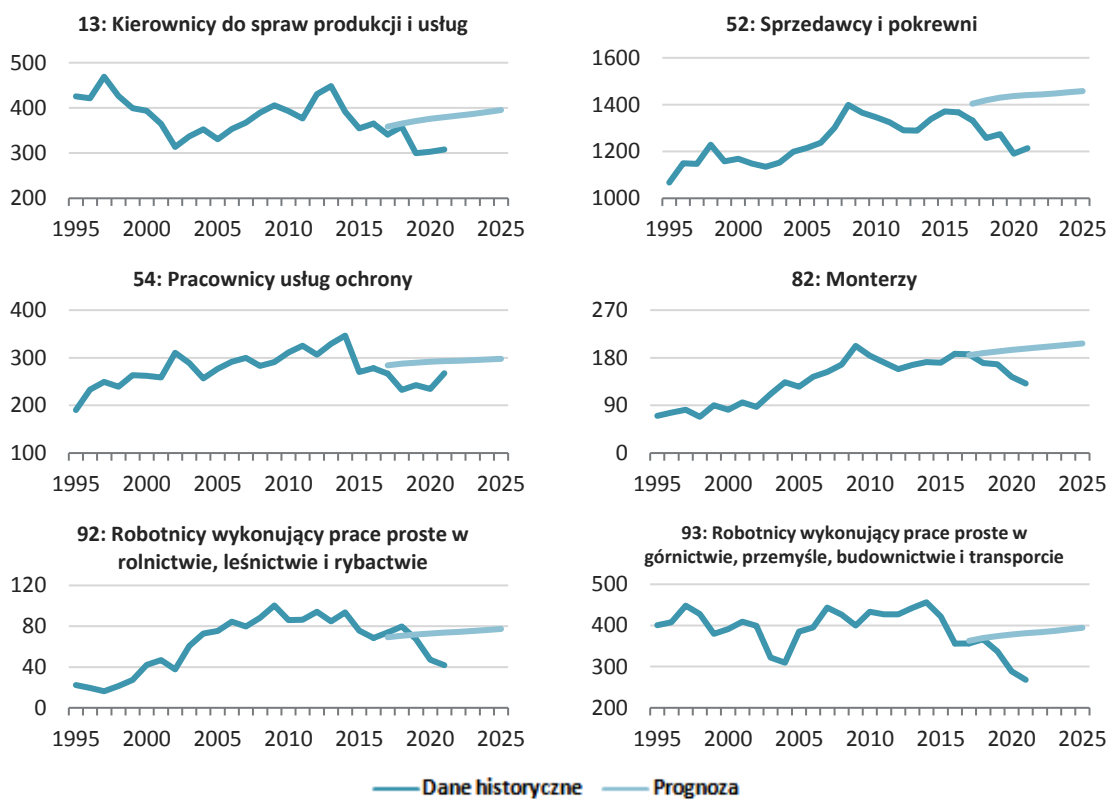 13: Kierownicy do spraw produkcji i usług
500
400
300
200
1995 2000 2005 2010 2015 2020 2025
52: Sprzedawcy i pokrewni
1600
1400
1200
1000
1995 2000 2005 2010 2015 2020 2025
54: Pracownicy usług ochrony
400
300
200
100
1995 2000 2005 2010 2015 2020 2025
82: Monterzy
270
180
90
0
1995 2000 2005 2010 2015 2020 2025
92: Robotnicy wykonujący prace proste w
rolnictwie, leśnictwie i rybactwie
120
80
40
0
1995 2000 2005 2010 2015 2020 2025
93: Robotnicy wykonujący prace proste w
górnictwie, przemyśle, budownictwie i transporcie
500
400
300
200
1995 2000 2005 2010 2015 2020 2025
Dane historyczne Prognoza